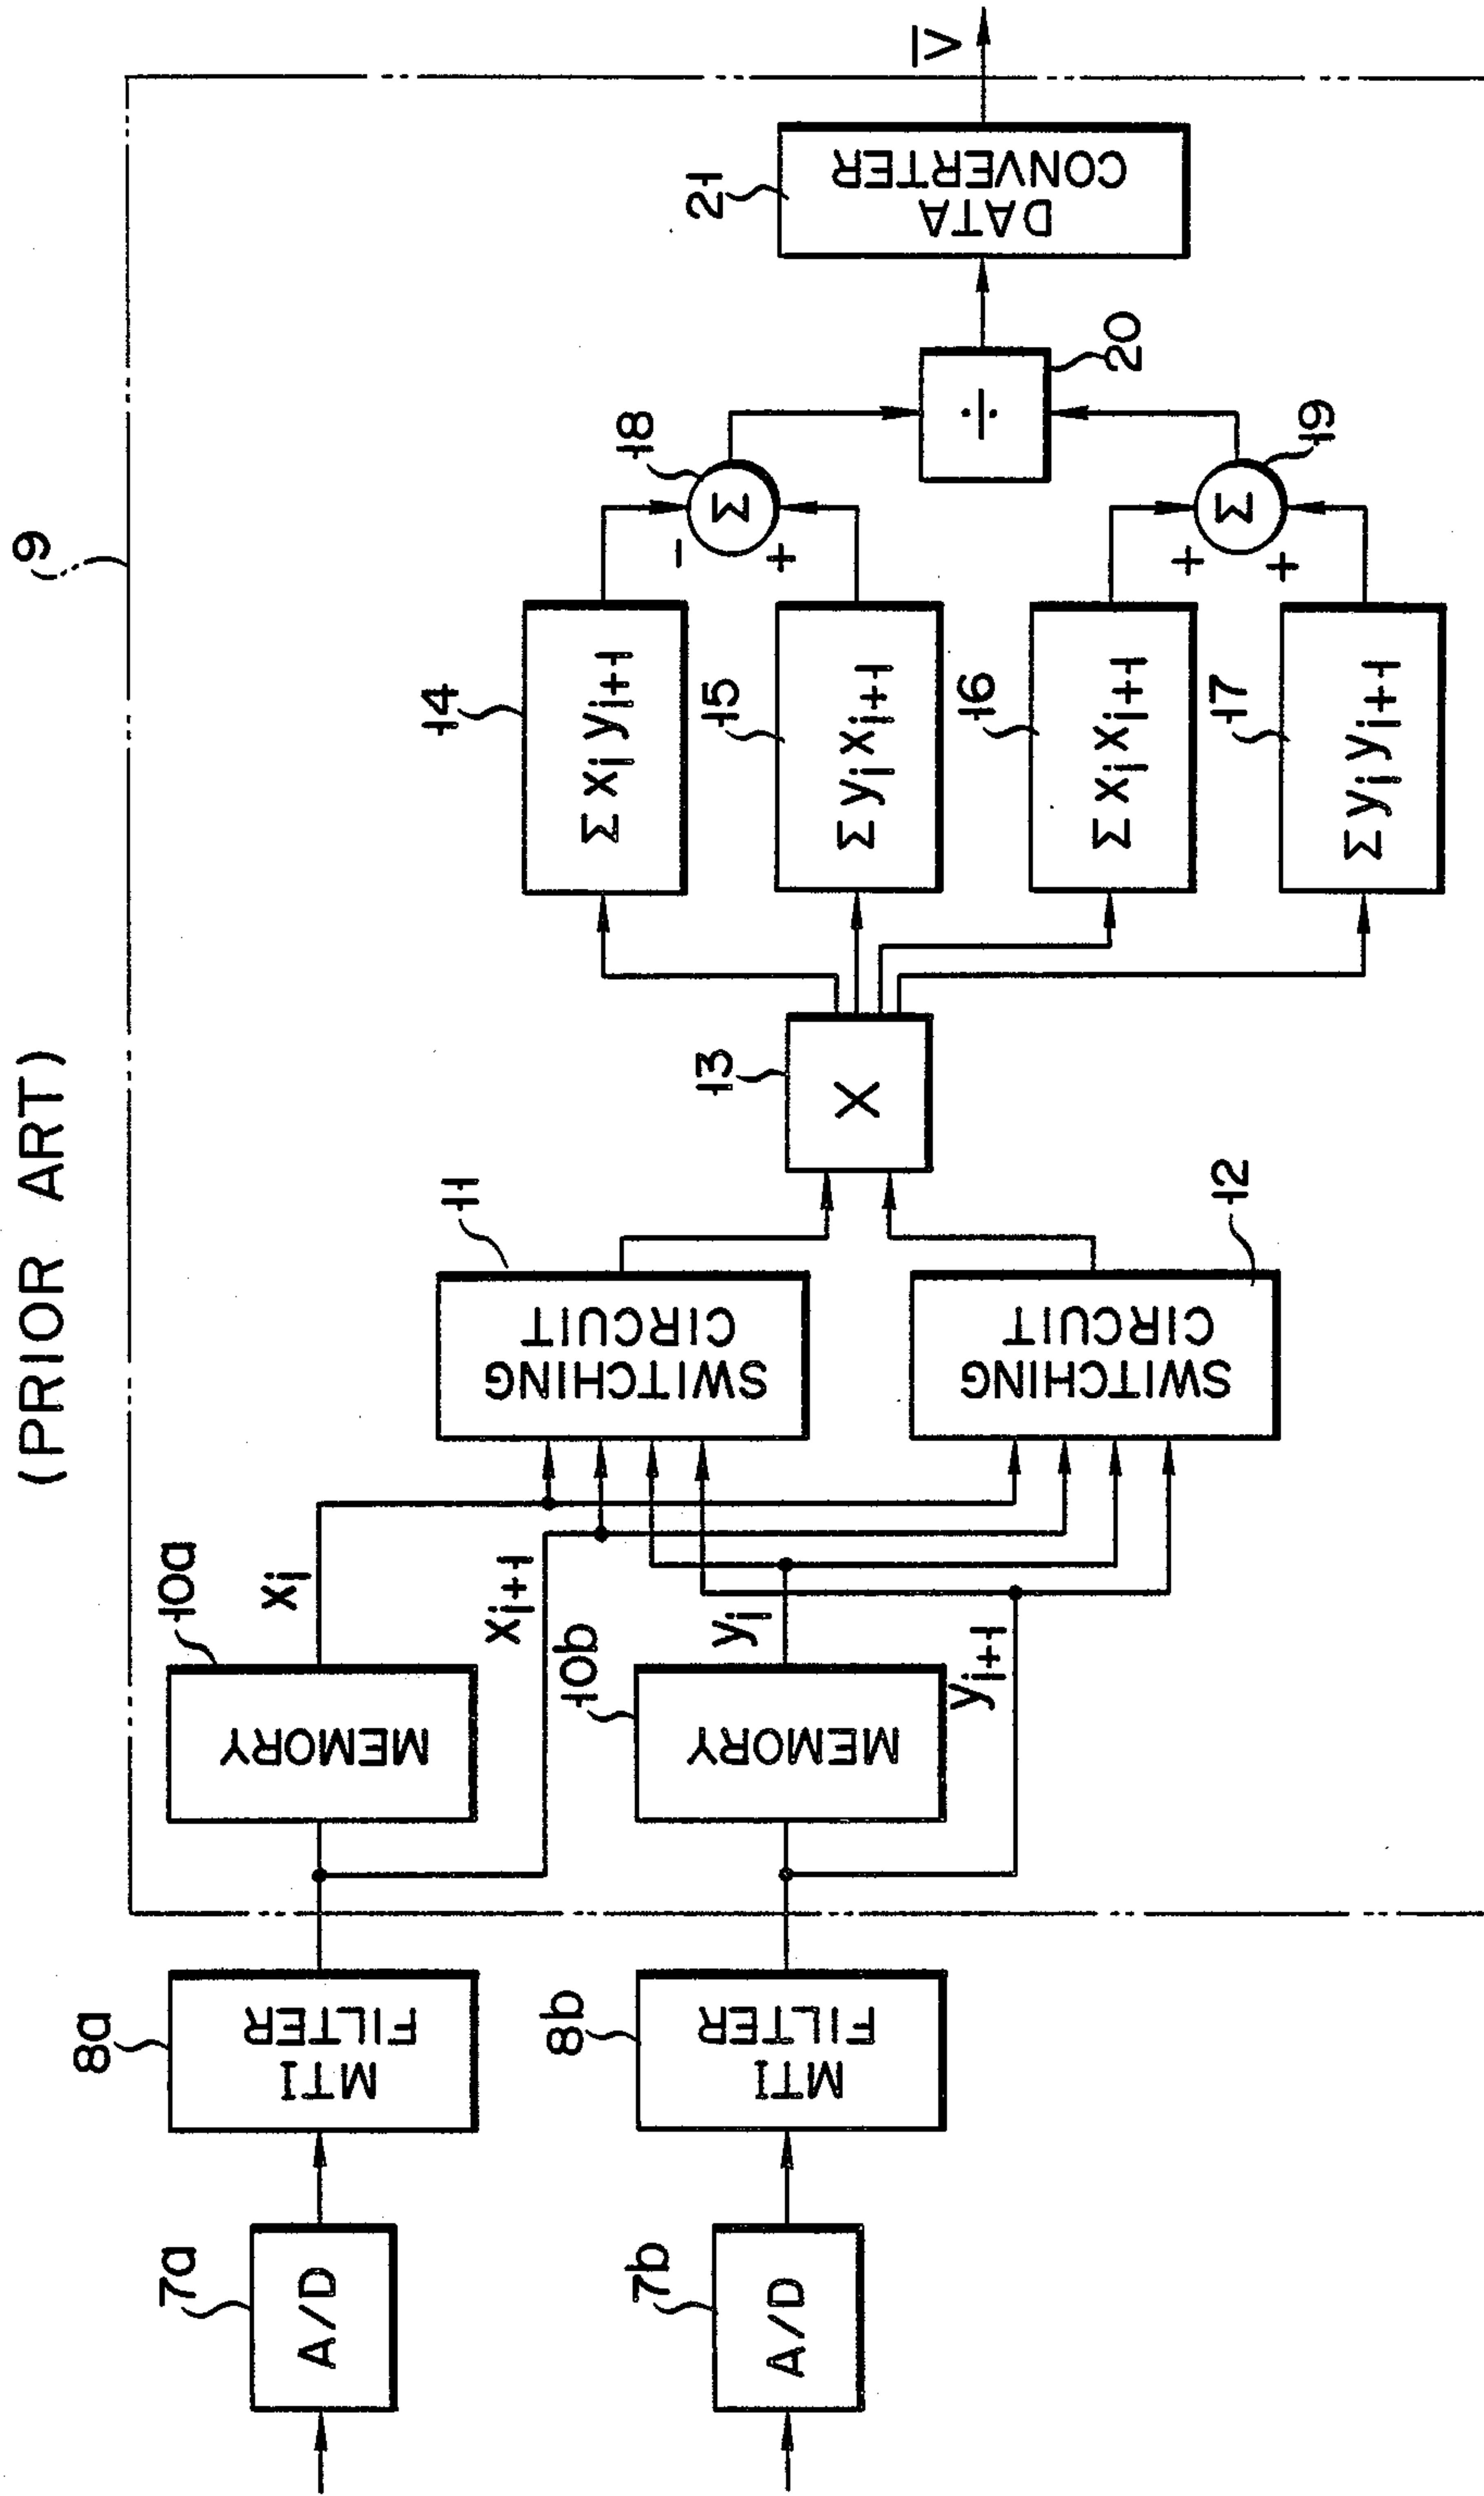 (PRIOR ART)
9
7a
A/D
8a
MTI
FILTER
10a
MEMORY
xi
xi+1
7b
A/D
8b
MTI
FILTER
10b
MEMORY
yi
yi+1
11
SWITCHING
CIRCUIT
12
SWITCHING
CIRCUIT
13
X
14
Σ xi yi+1
15
Σ yi xi+1
16
Σ xi xi+1
17
Σ yi yi+1
18
Σ
−
+
19
Σ
+
+
20
÷
21
DATA
CONVERTER
V̅